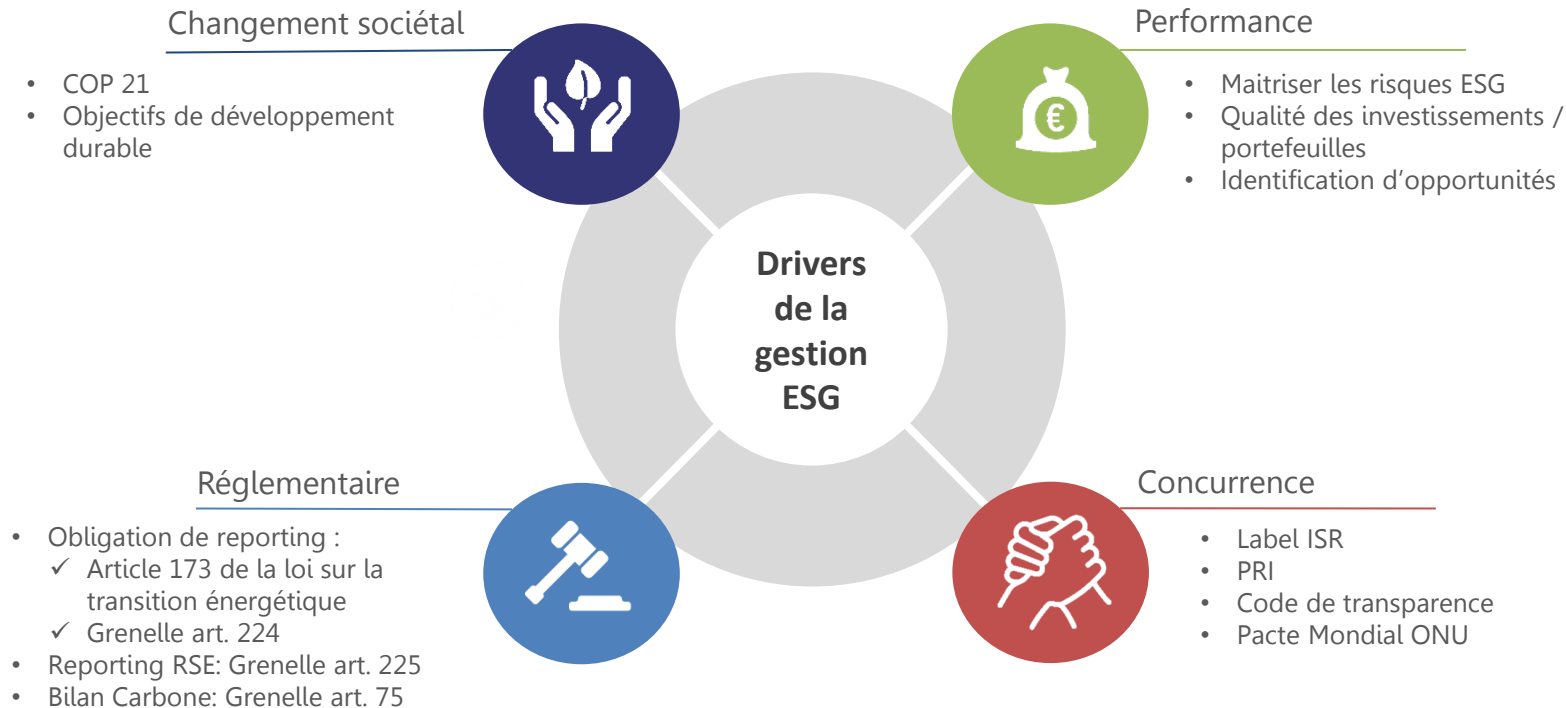 Changement sociétal
• COP 21
• Objectifs de développement
durable
Performance
• Maitriser les risques ESG
• Qualité des investissements /
portefeuilles
• Identification d’opportunités
€
Drivers
de la
gestion
ESG
Réglementaire
• Obligation de reporting :
✓ Article 173 de la loi sur la
transition énergétique
✓ Grenelle art. 224
• Reporting RSE: Grenelle art. 225
• Bilan Carbone: Grenelle art. 75
Concurrence
• Label ISR
• PRI
• Code de transparence
• Pacte Mondial ONU